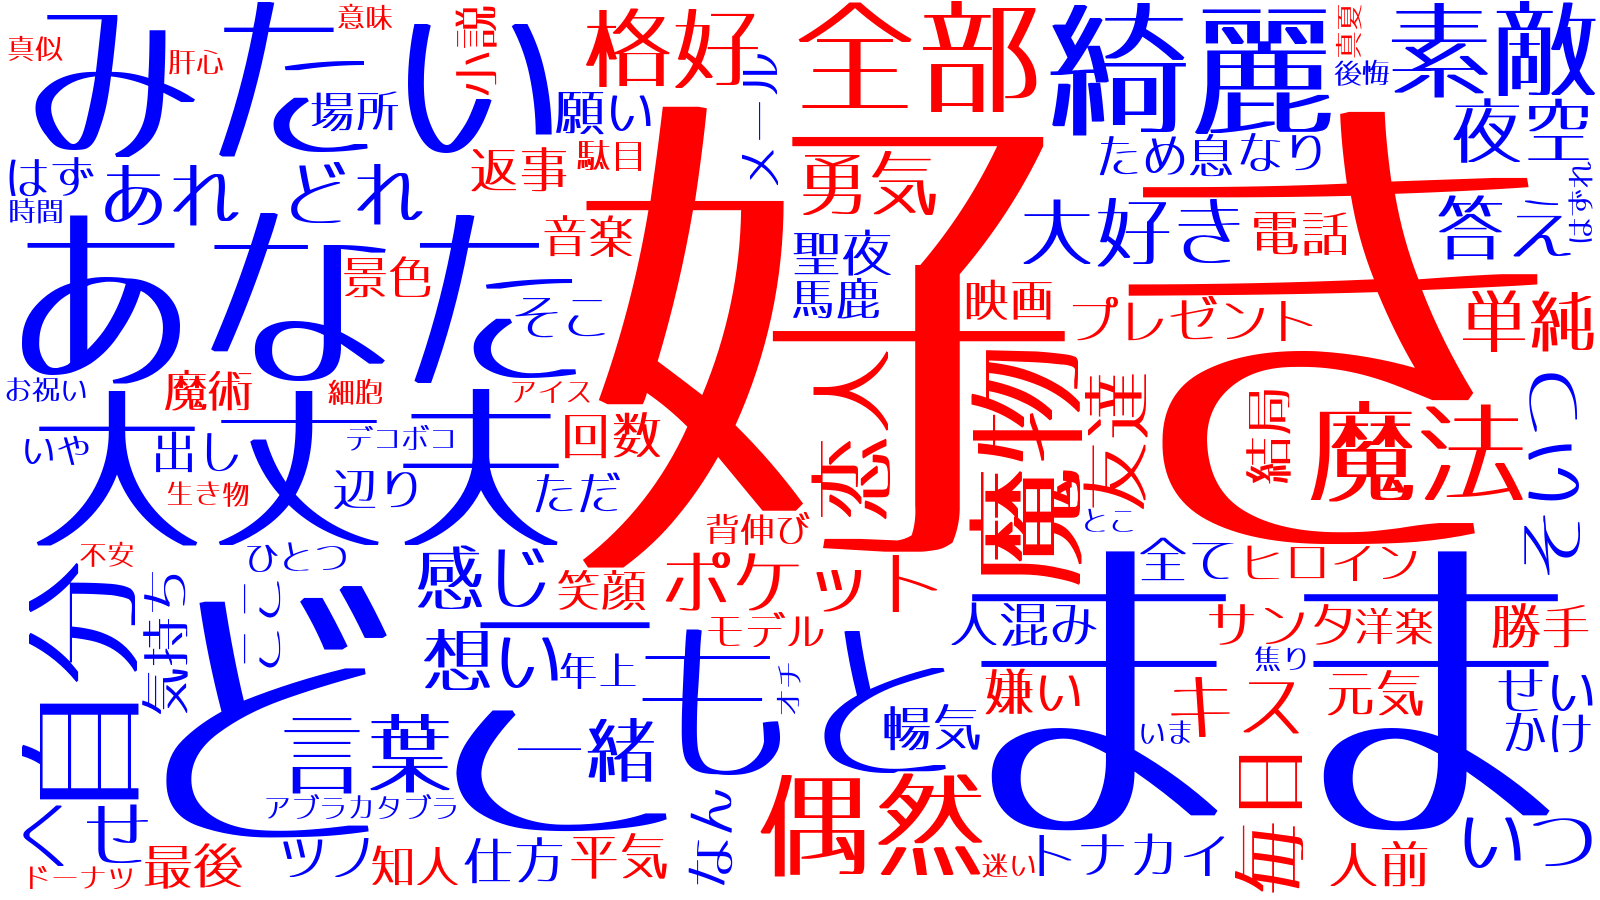 みたい
真似
肝心
意味
小説
格好
全部
綺麗
真夏
後悔
素敵
場所
願い
メール
夜空
はず
時間
あれ
どれ
返事
駄目
勇気
ため息
なり
はずれ
好き
大好き
電話
答え
あなた
景色
音楽
そこ
聖夜
馬鹿
映画
プレゼント
単純
お祝い
魔術
細胞
アイス
恋人
魔物
友達
結局
魔法
こいつ
大丈夫
いや
出し
デコボコ
回数
生き物
辺り
ただ
背伸び
とこ
そ
不安
ひとつ
感じ
笑顔
ポケット
全て
ヒロイン
自分
気持ち
ここ
どこ
想い
年上
モデル
もと
オチ
人混み
サンタ
洋楽
勝手
まま
焦り
嫌い
キス
元気
せい
言葉
一緒
暢気
いま
かけ
アブラカタブラ
くせ
なん
偶然
毎日
いつ
ドーナツ
最後
ツノ
知人
仕方
平気
迷い
トナカイ
人前